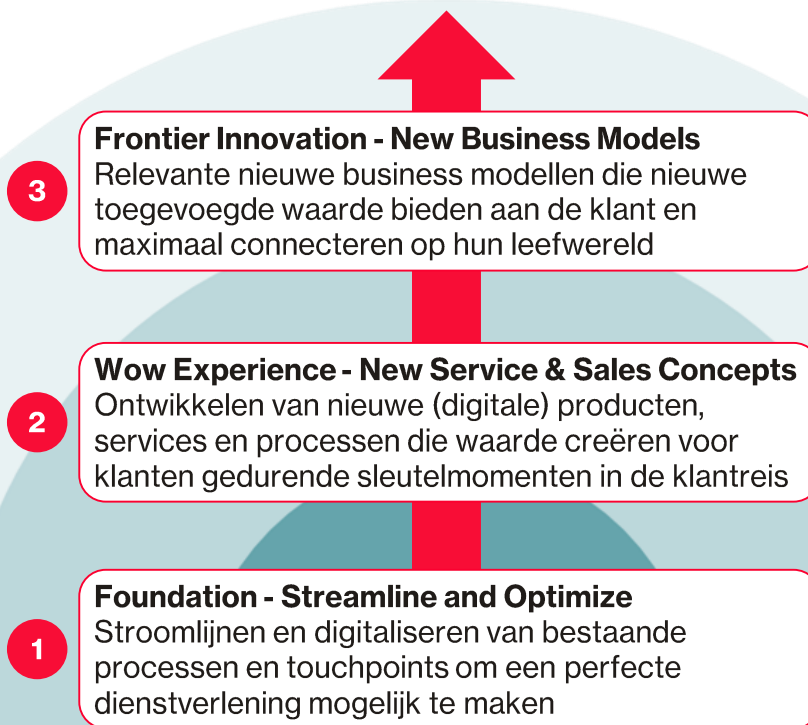 3
Frontier Innovation - New Business Models
Relevante nieuwe business modellen die nieuwe
toegevoegde waarde bieden aan de klant en
maximaal connecteren op hun leefwereld
2
Wow Experience - New Service & Sales Concepts
Ontwikkelen van nieuwe (digitale) producten,
services en processen die waarde creëren voor
klanten gedurende sleutelmomenten in de klantreis
1
Foundation - Streamline and Optimize
Stroomlijnen en digitaliseren van bestaande
processen en touchpoints om een perfecte
dienstverlening mogelijk te maken